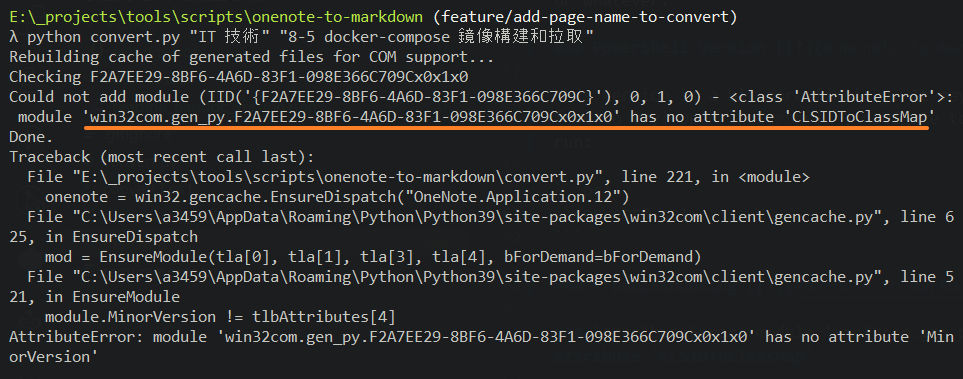 E:\_projects\tools\scripts\onenote-to-markdown (feature/add-page-name-to-convert)
λ python convert.py "IT 技術" "8-5 docker-compose 鏡像構建和拉取"
Rebuilding cache of generated files for COM support...
Checking F2A7EE29-8BF6-4A6D-83F1-098E366C709Cx0x1x0
Could not add module (IID('{F2A7EE29-8BF6-4A6D-83F1-098E366C709C}'), 0, 1, 0) - <class 'AttributeError'>:
 module 'win32com.gen_py.F2A7EE29-8BF6-4A6D-83F1-098E366C709Cx0x1x0' has no attribute 'CLSIDToClassMap'
Done.
Traceback (most recent call last):
  File "E:\_projects\tools\scripts\onenote-to-markdown\convert.py", line 221, in <module>
    onenote = win32.gencache.EnsureDispatch("OneNote.Application.12")
  File "C:\Users\a3459\AppData\Roaming\Python\Python39\site-packages\win32com\client\gencache.py", line 6
25, in EnsureDispatch
    mod = EnsureModule(tla[0], tla[1], tla[3], tla[4], bForDemand=bForDemand)
  File "C:\Users\a3459\AppData\Roaming\Python\Python39\site-packages\win32com\client\gencache.py", line 5
21, in EnsureModule
    module.MinorVersion != tlbAttributes[4]
AttributeError: module 'win32com.gen_py.F2A7EE29-8BF6-4A6D-83F1-098E366C709Cx0x1x0' has no attribute 'Min
orVersion'